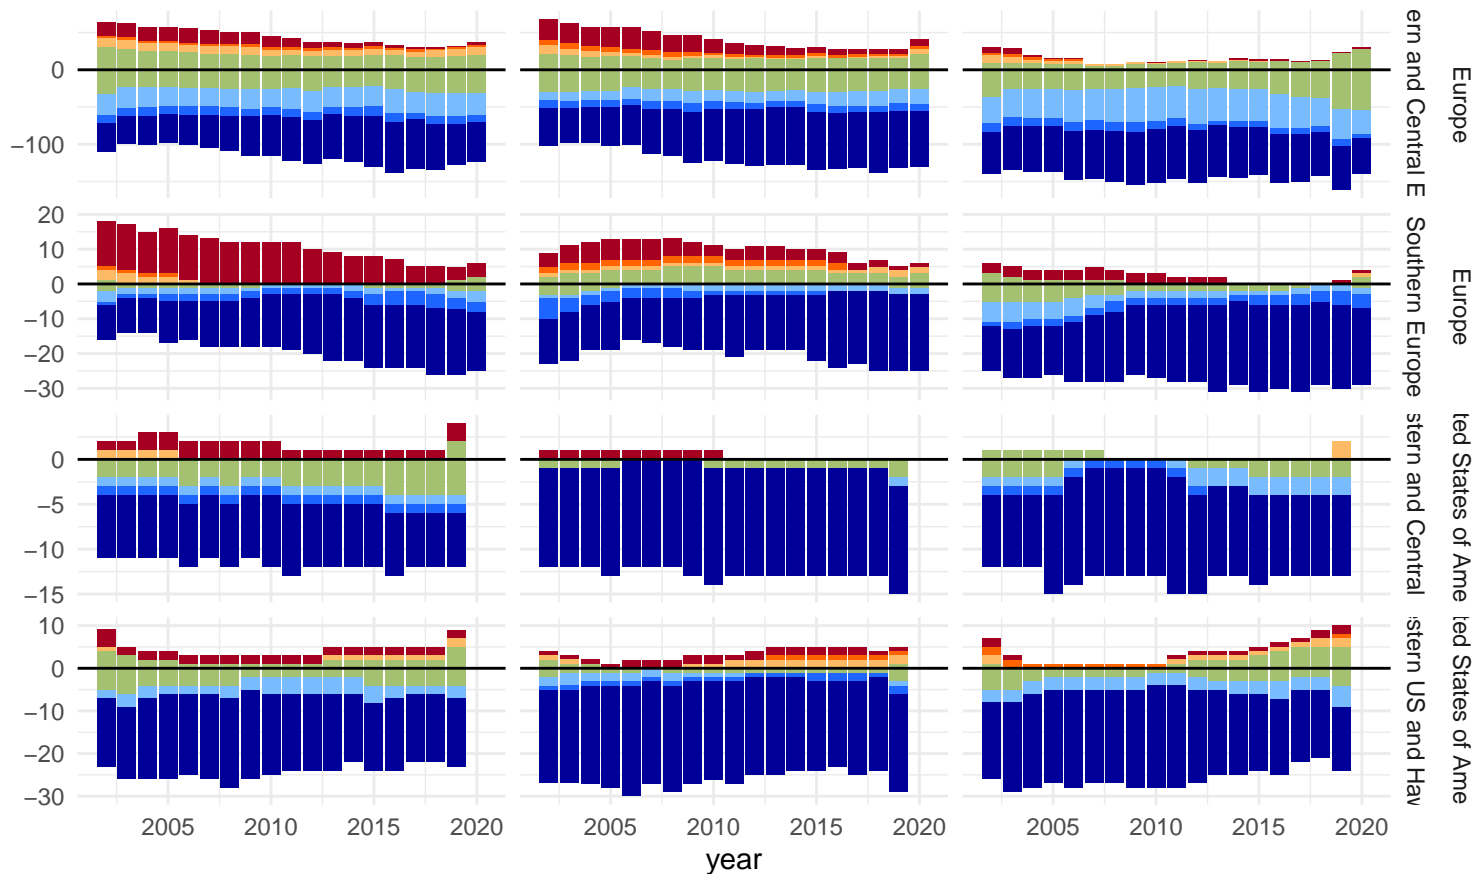 0
−100
ern and Central E
Europe
20
10
0
−10
−20
−30
Southern Europe
Europe
0
−5
−10
−15
stern and Central
ted States of Ame
10
0
−10
−20
−30
stern US and Hav
ted States of Ame
2005 2010 2015 2020 2005 2010 2015 2020 2005 2010 2015 2020
year